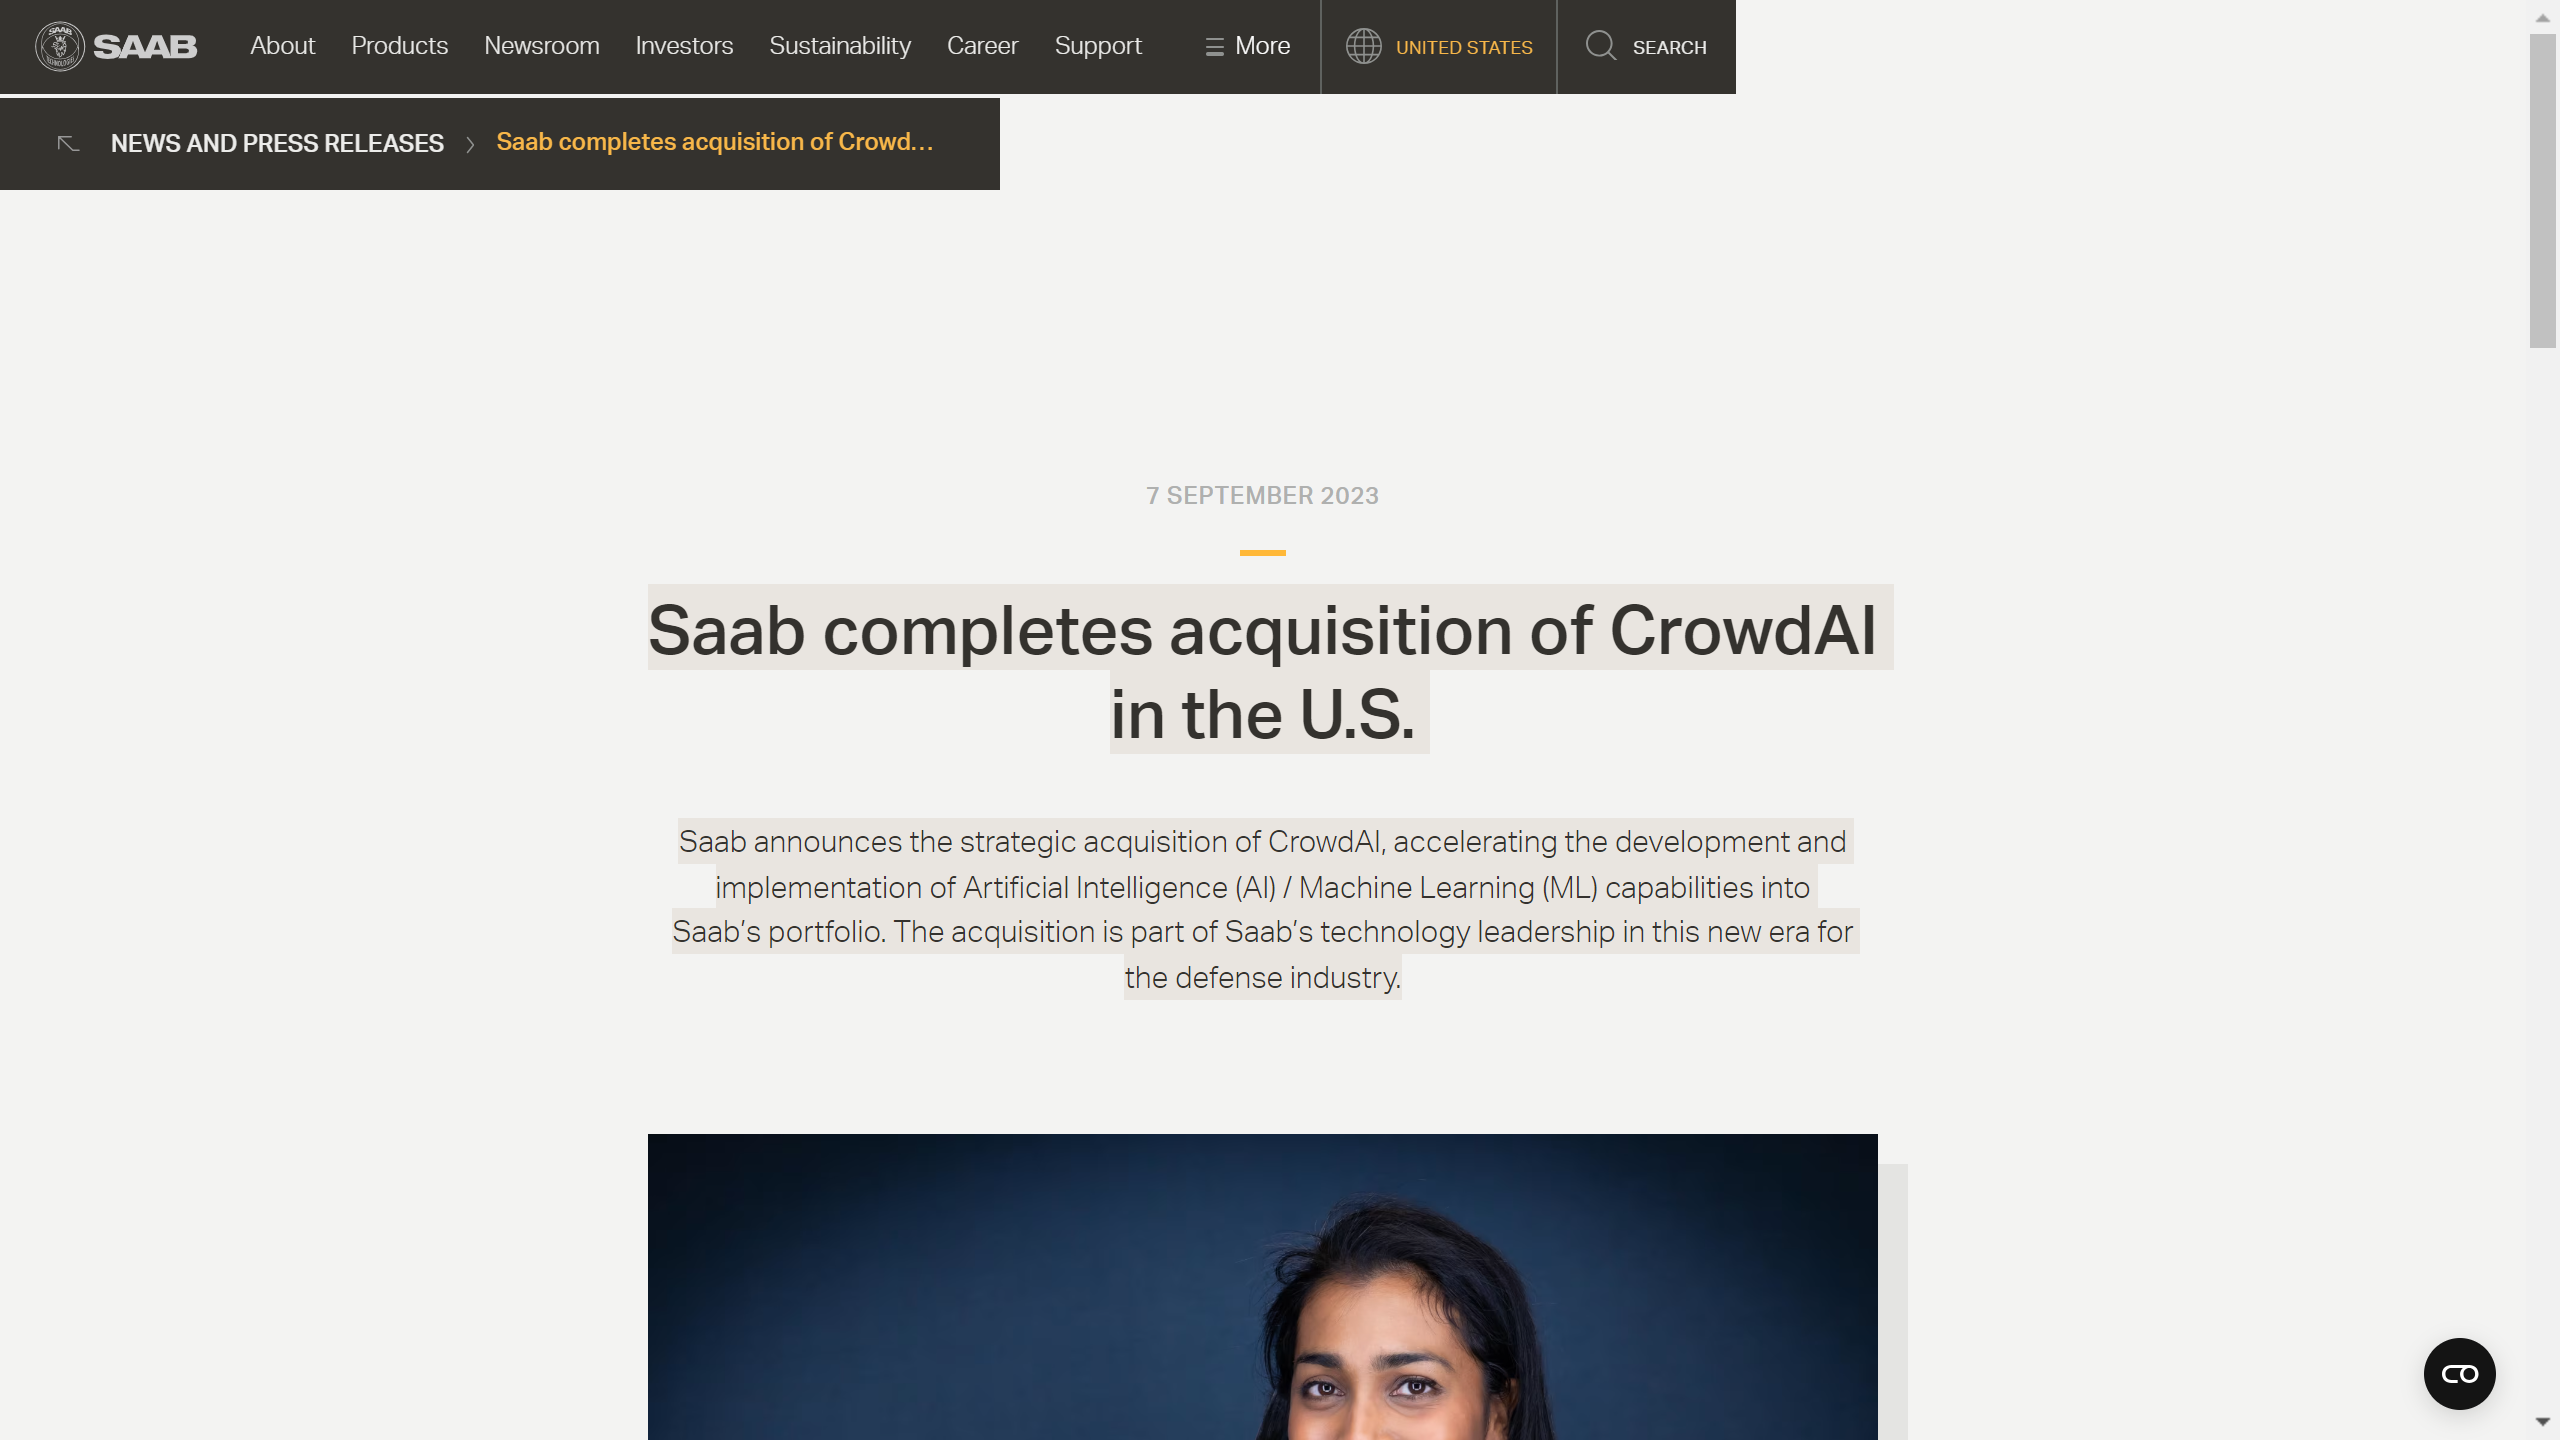 SAAB
About
Products
Newsroom
Investors
Sustainability
Career
Support
More
UNITED STATES
SEARCH
NEWS AND PRESS RELEASES
Saab completes acquisition of Crowd...
7 SEPTEMBER 2023
Saab completes acquisition of CrowdAI
in the U.S.
Saab announces the strategic acquisition of CrowdAI, accelerating the development and
implementation of Artificial Intelligence (AI) / Machine Learning (ML) capabilities into
Saab’s portfolio. The acquisition is part of Saab’s technology leadership in this new era for
the defense industry.